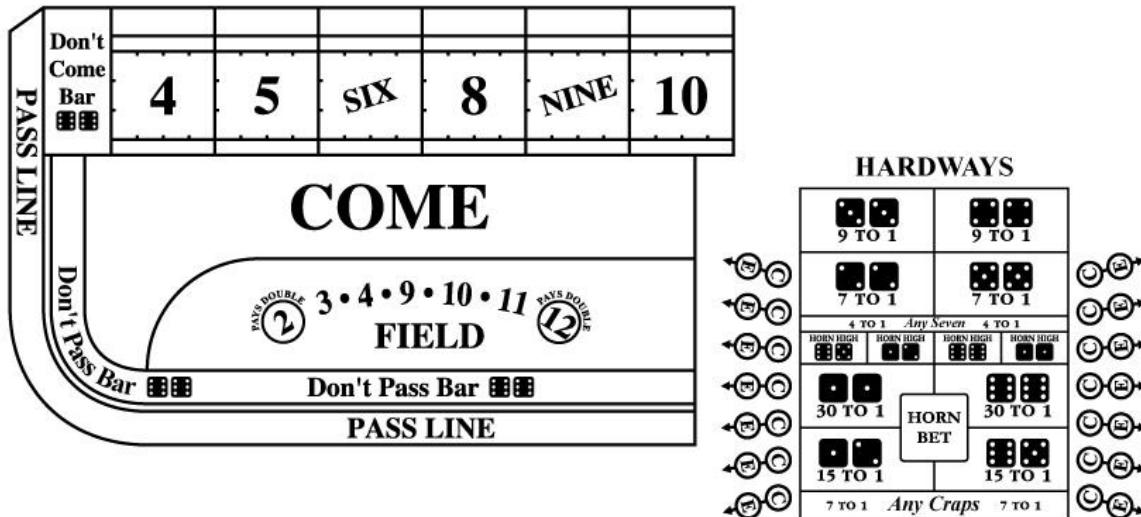 Don't
Come
Bar
4
5
SIX
8
NINE
10
PASS LINE
COME
Don't Pass Bar
PAYS DOUBLE
2
3 • 4 • 9 • 10 • 11
PAYS DOUBLE
12
FIELD
Don't Pass Bar
PASS LINE
HARDWAYS
9 TO 1
9 TO 1
7 TO 1
7 TO 1
4 TO 1 Any Seven 4 TO 1
HORN HIGH
HORN HIGH
HORN HIGH
HORN HIGH
30 TO 1
30 TO 1
HORN
BET
15 TO 1
15 TO 1
7 TO 1 Any Craps 7 TO 1
E C
E C
E C
E C
E C
E C
E C
C E
C E
C E
C E
C E
C E
C E